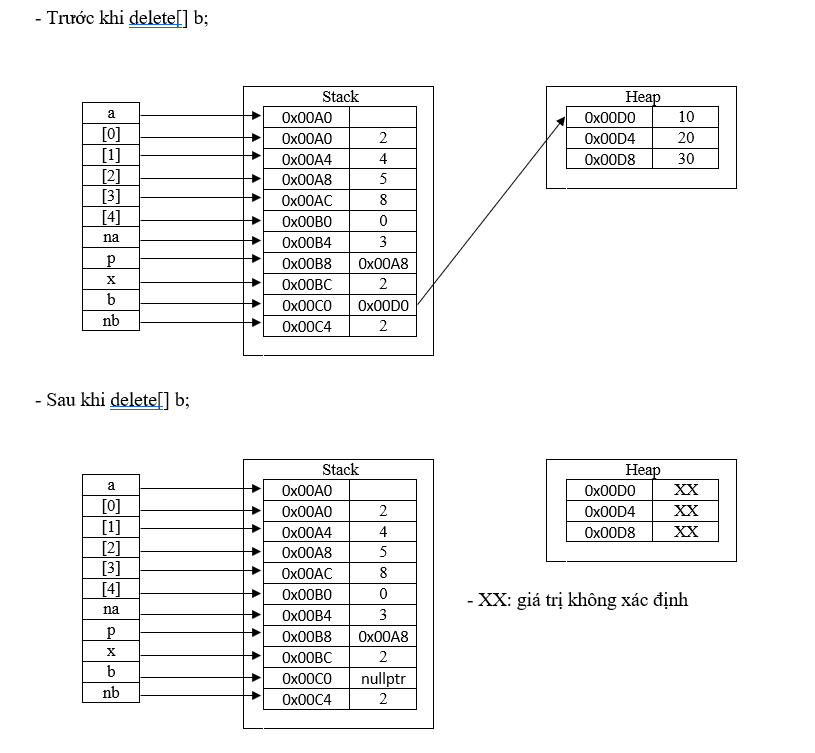 - Trước khi delete[] b;
Stack
Heap
a 0x00A0
[0] 0x00A0 2
[1] 0x00A4 4
[2] 0x00A8 5
[3] 0x00AC 8
[4] 0x00B0 0
na 0x00B4 3
p 0x00B8 0x00A8
x 0x00BC 2
b 0x00C0 0x00D0
nb 0x00C4 2
0x00D0 10
0x00D4 20
0x00D8 30
- Sau khi delete[] b;
Stack
Heap
a 0x00A0
[0] 0x00A0 2
[1] 0x00A4 4
[2] 0x00A8 5
[3] 0x00AC 8
[4] 0x00B0 0
na 0x00B4 3
p 0x00B8 0x00A8
x 0x00BC 2
b 0x00C0 nullptr
nb 0x00C4 2
0x00D0 XX
0x00D4 XX
0x00D8 XX
- XX: giá trị không xác định